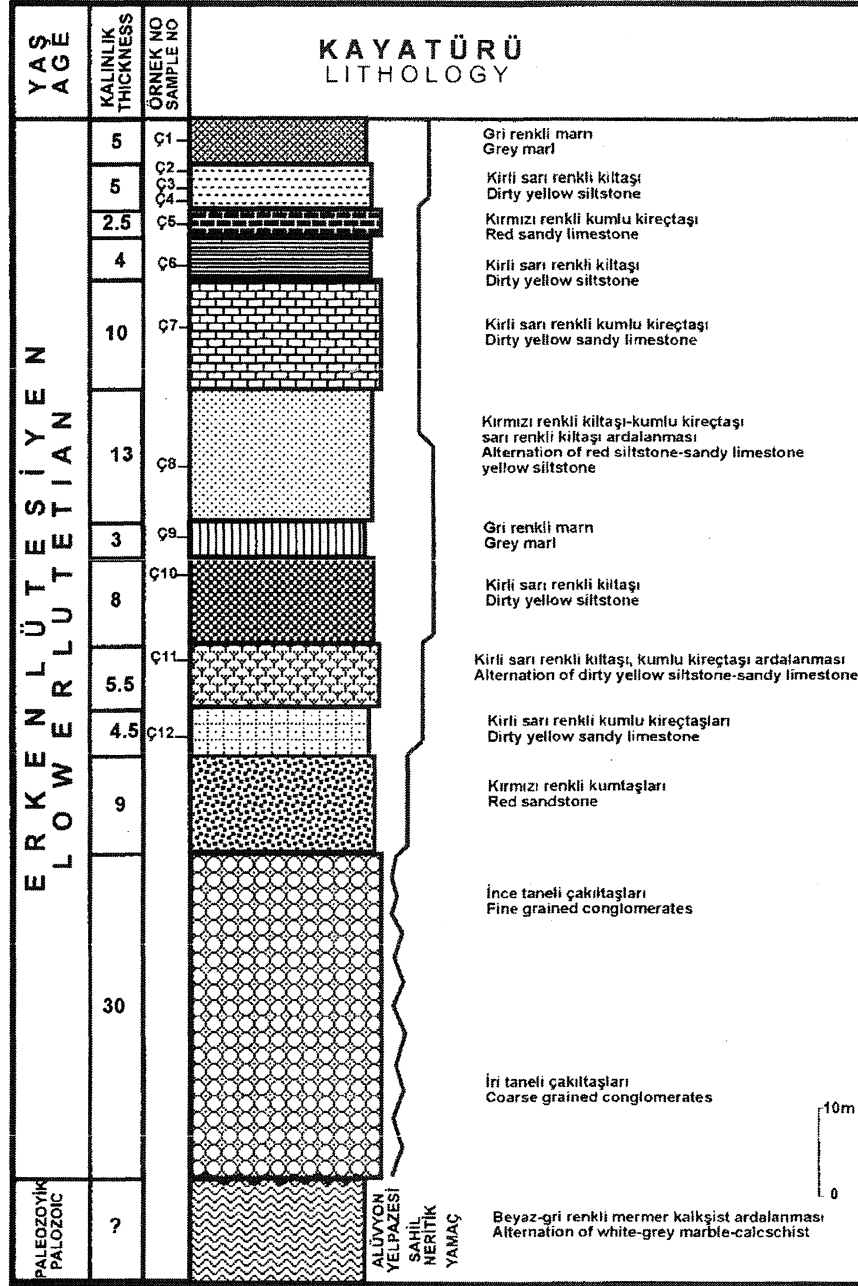 YAŞ
AGE
KALINLIK
THICKNESS
ÖRNEK NO
SAMPLE NO
KAYATÜRÜ
LITHOLOGY
ERKEN LÜTESİYEN
LOWER LUTETIAN
5
Ç1
Gri renkli marn
Grey marl
5
Ç2
Ç3
Ç4
Kirli sarı renkli kiltaşı
Dirty yellow siltstone
2.5
Ç5
Kırmızı renkli kumlu kireçtaşı
Red sandy limestone
4
Ç6
Kirli sarı renkli kiltaşı
Dirty yellow siltstone
10
Ç7
Kirli sarı renkli kumlu kireçtaşı
Dirty yellow sandy limestone
13
Ç8
Kırmızı renkli kiltaşı-kumlu kireçtaşı
sarı renkli kiltaşı ardalanması
Alternation of red siltstone-sandy limestone
yellow siltstone
3
Ç9
Gri renkli marn
Grey marl
8
Ç10
Kirli sarı renkli kiltaşı
Dirty yellow siltstone
5.5
Ç11
Kirli sarı renkli kiltaşı, kumlu kireçtaşı ardalanması
Alternation of dirty yellow siltstone-sandy limestone
4.5
Ç12
Kirli sarı renkli kumlu kireçtaşları
Dirty yellow sandy limestone
9
Kırmızı renkli kumtaşları
Red sandstone
30
İnce taneli çakıltaşları
Fine grained conglomerates
İri taneli çakıltaşları
Coarse grained conglomerates
10m
0
PALEOZOYİK
PALOZOIC
?
ALÜVYON
YELPAZESİ
SAHİL
NERİTİK
YAMAÇ
Beyaz-gri renkli mermer kalkşist ardalanması
Alternation of white-grey marble-calcschist